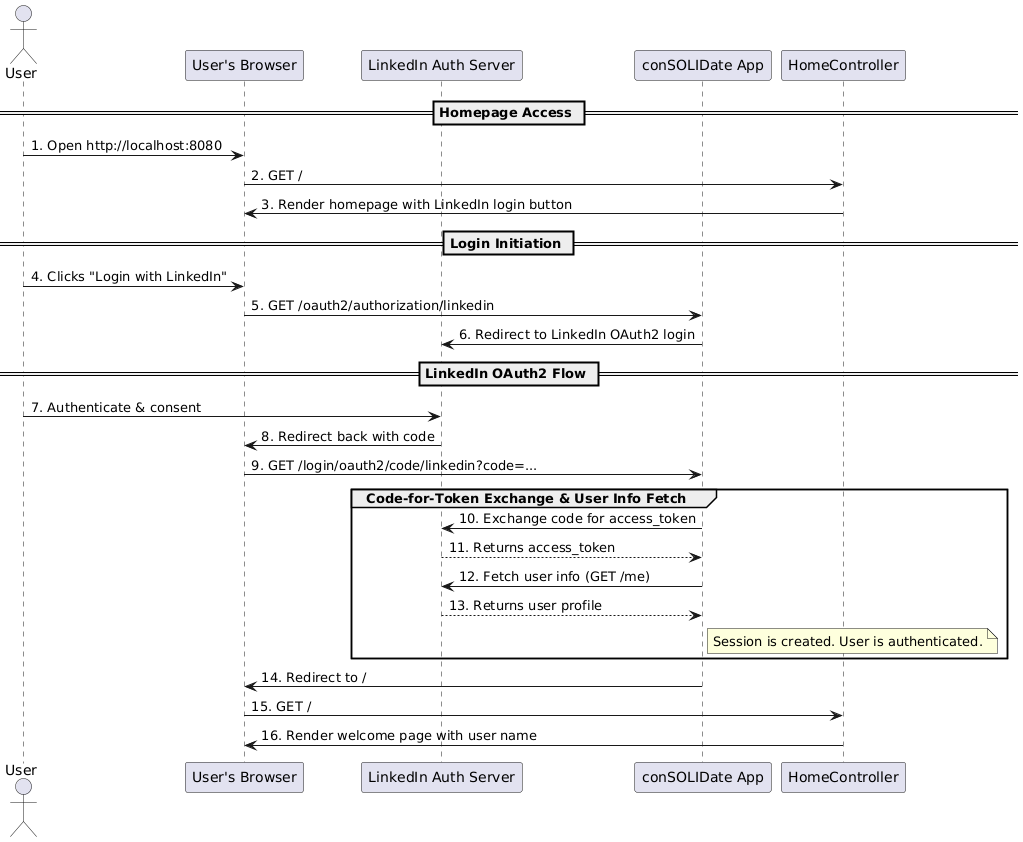 User
User's Browser
LinkedIn Auth Server
conSOLIDate App
HomeController
Homepage Access
1. Open http://localhost:8080
2. GET /
3. Render homepage with LinkedIn login button
Login Initiation
4. Clicks "Login with LinkedIn"
5. GET /oauth2/authorization/linkedin
6. Redirect to LinkedIn OAuth2 login
LinkedIn OAuth2 Flow
7. Authenticate & consent
8. Redirect back with code
9. GET /login/oauth2/code/linkedin?code=...
Code-for-Token Exchange & User Info Fetch
10. Exchange code for access_token
11. Returns access_token
12. Fetch user info (GET /me)
13. Returns user profile
Session is created. User is authenticated.
14. Redirect to /
15. GET /
16. Render welcome page with user name
User
User's Browser
LinkedIn Auth Server
conSOLIDate App
HomeController